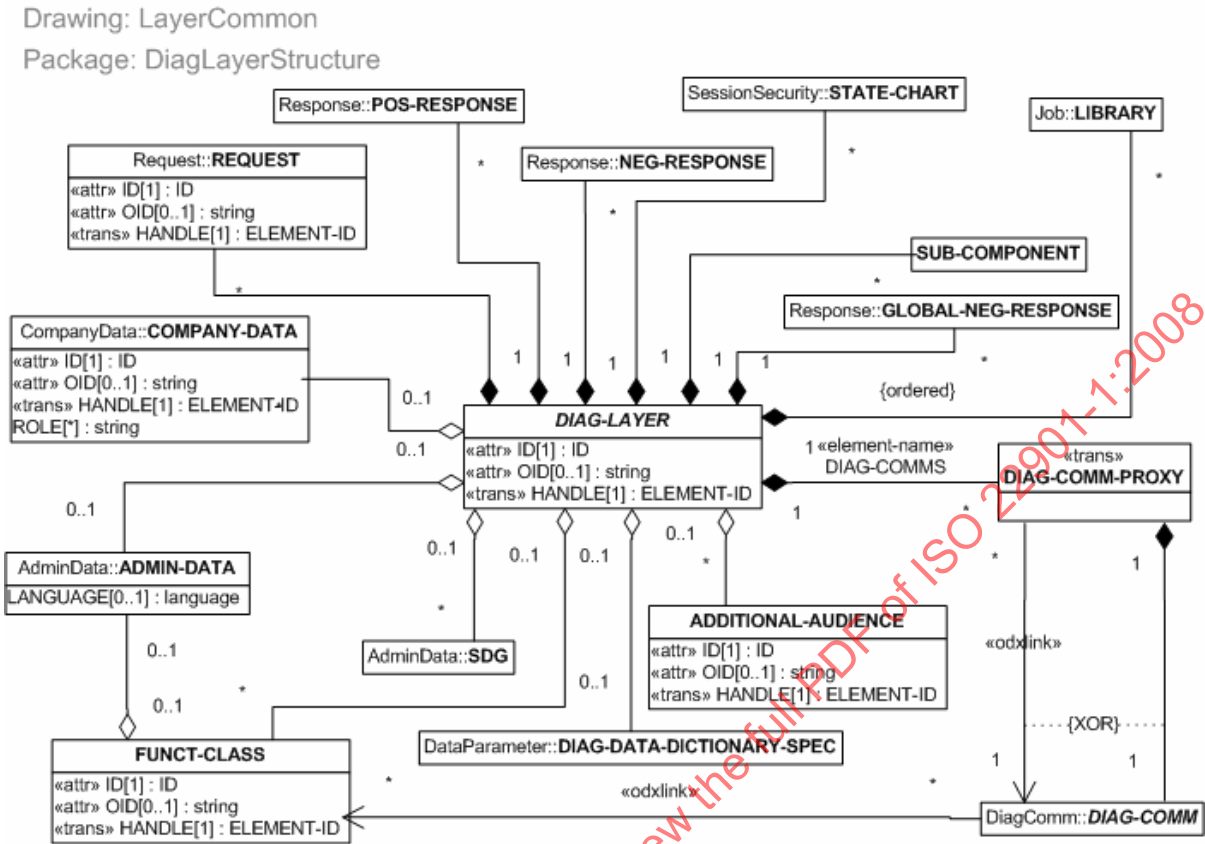 Drawing: LayerCommon
Package: DiagLayerStructure
Response::POS-RESPONSE
SessionSecurity::STATE-CHART
Job::LIBRARY
Request::REQUEST
«attr» ID[1] : ID
«attr» OID[0..1] : string
«trans» HANDLE[1] : ELEMENT-ID
Response::NEG-RESPONSE
*
*
*
*
*
SUB-COMPONENT
*
Response::GLOBAL-NEG-RESPONSE
*
CompanyData::COMPANY-DATA
«attr» ID[1] : ID
«attr» OID[0..1] : string
«trans» HANDLE[1] : ELEMENT-ID
ROLE[*] : string
1
1
1
1
1
1
0..1
0..1
{ordered}
DIAG-LAYER
«attr» ID[1] : ID
«attr» OID[0..1] : string
«trans» HANDLE[1] : ELEMENT-ID
1 «element-name»
DIAG-COMMS
1
*
«trans»
DIAG-COMM-PROXY
0..1
0..1
0..1
0..1
0..1
*
*
*
1
AdminData::ADMIN-DATA
LANGUAGE[0..1] : language
AdminData::SDG
ADDITIONAL-AUDIENCE
«attr» ID[1] : ID
«attr» OID[0..1] : string
«trans» HANDLE[1] : ELEMENT-ID
«odxlink»
0..1
*
0..1
0..1
{XOR}
FUNCT-CLASS
«attr» ID[1] : ID
«attr» OID[0..1] : string
«trans» HANDLE[1] : ELEMENT-ID
DataParameter::DIAG-DATA-DICTIONARY-SPEC
1
1
*
«odxlink»
*
DiagComm::DIAG-COMM
ew the full PDF of ISO 22901-1:2008